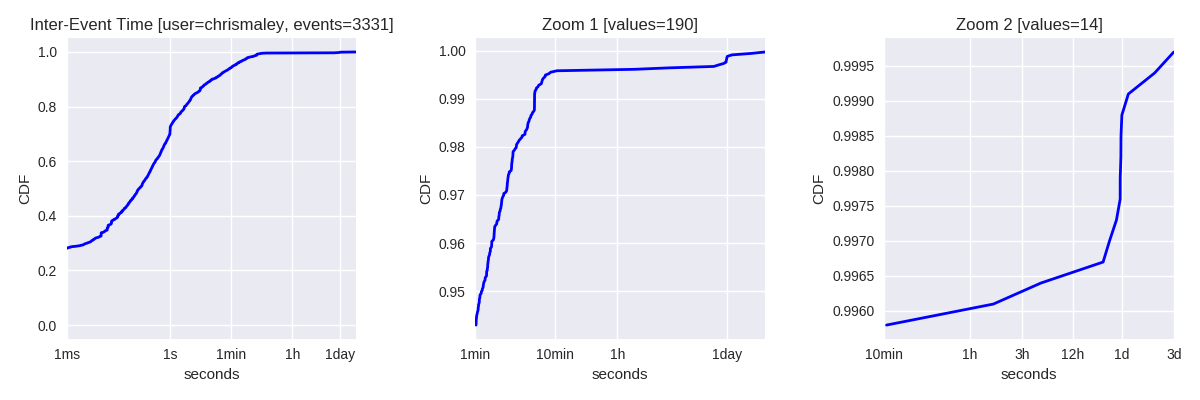 Inter-Event Time [user=chrismaley, events=3331]
CDF
1.0
0.8
0.6
0.4
0.2
0.0
1ms 1s 1min 1h 1day
seconds
Zoom 1 [values=190]
CDF
1.00
0.99
0.98
0.97
0.96
0.95
1min 10min 1h 1day
seconds
Zoom 2 [values=14]
CDF
0.9995
0.9990
0.9985
0.9980
0.9975
0.9970
0.9965
0.9960
10min 1h 3h 12h 1d 3d
seconds